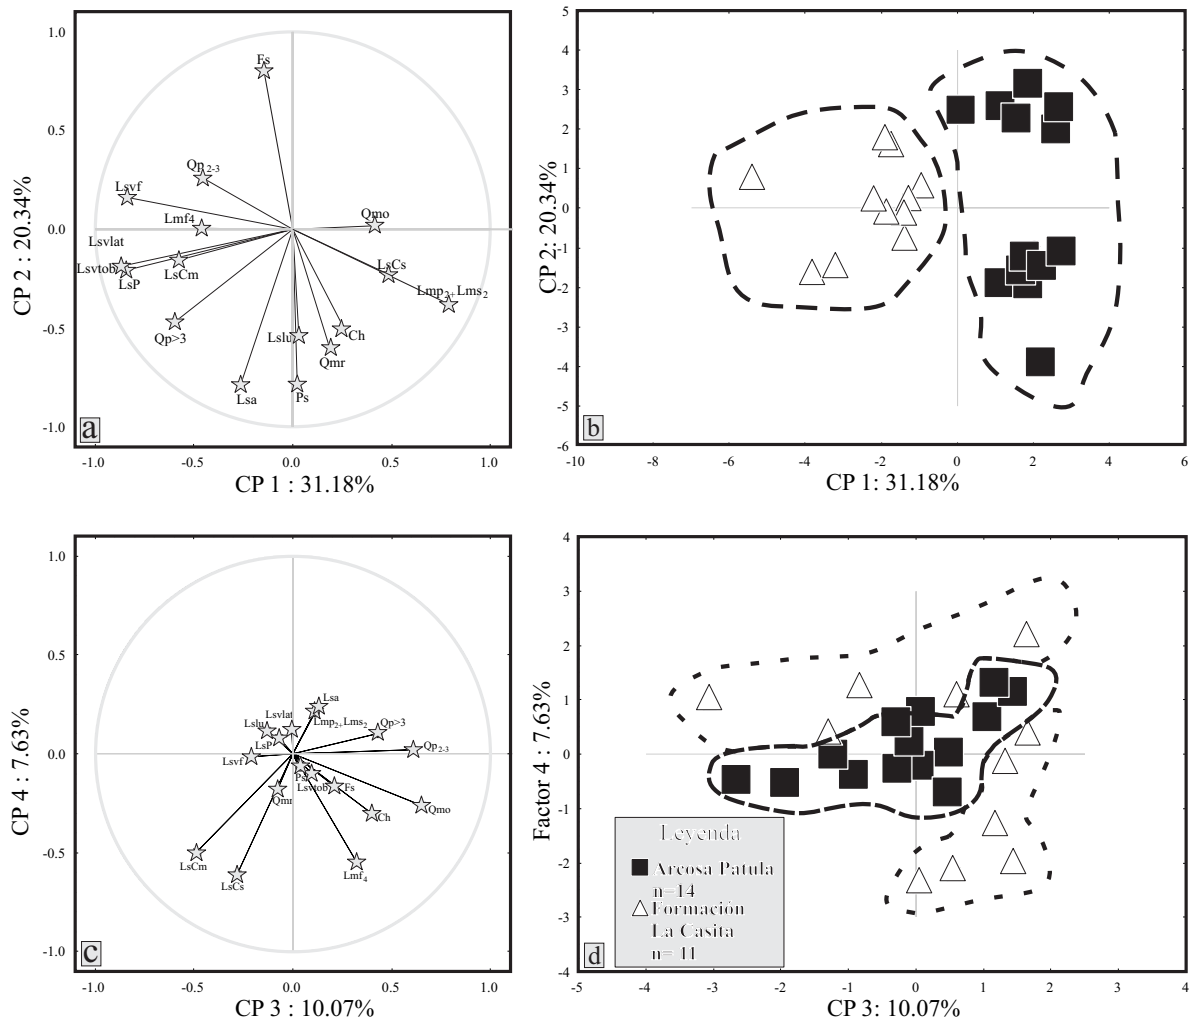 1.0
0.5
0.0
-0.5
-1.0
CP 2 : 20.34%
Fs
Qp2-3
Lsvf
Lmf4
Qmo
Lsvlat
Lsvtob
LsP
LsCm
LsCs
Lmp2+Lms2
Qp>3
Lslu
Ch
Qmr
Lsa
Ps
a
-1.0 -0.5 0.0 0.5 1.0
CP 1 : 31.18%
5
4
3
2
1
0
-1
-2
-3
-4
-5
-6
CP 2: 20.34%
b
-10 -8 -6 -4 -2 0 2 4 6
CP 1: 31.18%
1.0
0.5
0.0
-0.5
-1.0
CP 4 : 7.63%
Lsa
Lsvlat
Lmp2+Lms2
Qp>3
Lslu
LsP
Qp2-3
Lsvf
Ps
Lsvtob
Fs
Qmr
Qmo
Ch
LsCm
LsCs
Lmf4
c
-1.0 -0.5 0.0 0.5 1.0
CP 3 : 10.07%
4
3
2
1
0
-1
-2
-3
-4
Factor 4 : 7.63%
Leyenda
Arcosa Patula
n=14
Formación
La Casita
n= 11
d
-5 -4 -3 -2 -1 0 1 2 3 4
CP 3: 10.07%